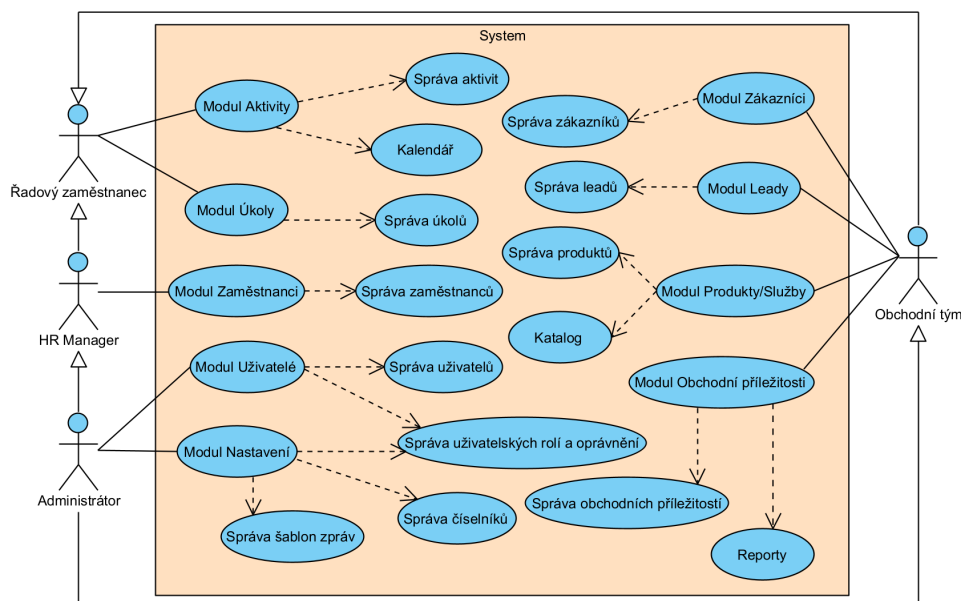 System
Správa aktivit
Modul Aktivity
Modul Zákazníci
Správa zákazníků
Kalendář
Řadový zaměstnanec
Správa leadů
Modul Leady
Modul Úkoly
Správa úkolů
Správa produktů
Modul Zaměstnanci
Správa zaměstnanců
Modul Produkty/Služby
Obchodní tým
HR Manager
Katalog
Modul Uživatelé
Správa uživatelů
Modul Obchodní příležitosti
Správa uživatelských rolí a oprávnění
Modul Nastavení
Administrátor
Správa obchodních příležitostí
Správa číselníků
Správa šablon zpráv
Reporty